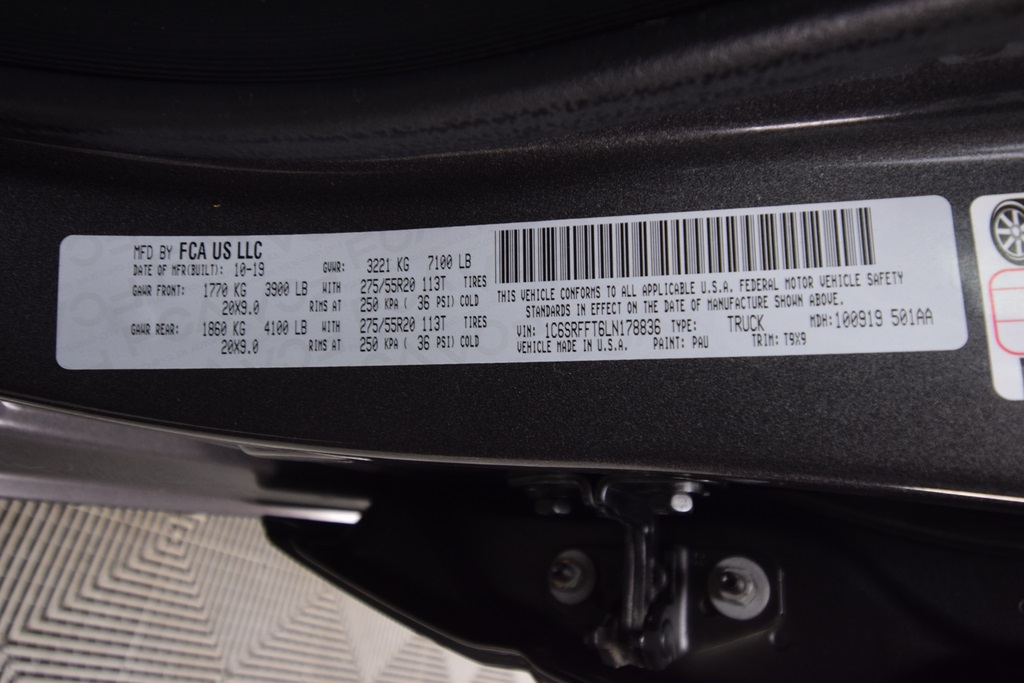 MFD BY FCA US LLC
DATE OF MFR(BUILT): 10-19 GVWR: 3221 KG 7100 LB
GAWR FRONT: 1770 KG 3900 LB WITH 275/55R20 113T TIRES
20X9.0 RIMS AT 250 KPA ( 36 PSI) COLD
GAWR REAR: 1860 KG 4100 LB WITH 275/55R20 113T TIRES
20X9.0 RIMS AT 250 KPA ( 36 PSI) COLD
THIS VEHICLE CONFORMS TO ALL APPLICABLE U.S.A. FEDERAL MOTOR VEHICLE SAFETY
STANDARDS IN EFFECT ON THE DATE OF MANUFACTURE SHOWN ABOVE.
VIN: 1C6SRFFT6LN178836 TYPE: TRUCK MDH:100919 501AA
VEHICLE MADE IN U.S.A. PAINT: PAU TRIM: T9X9